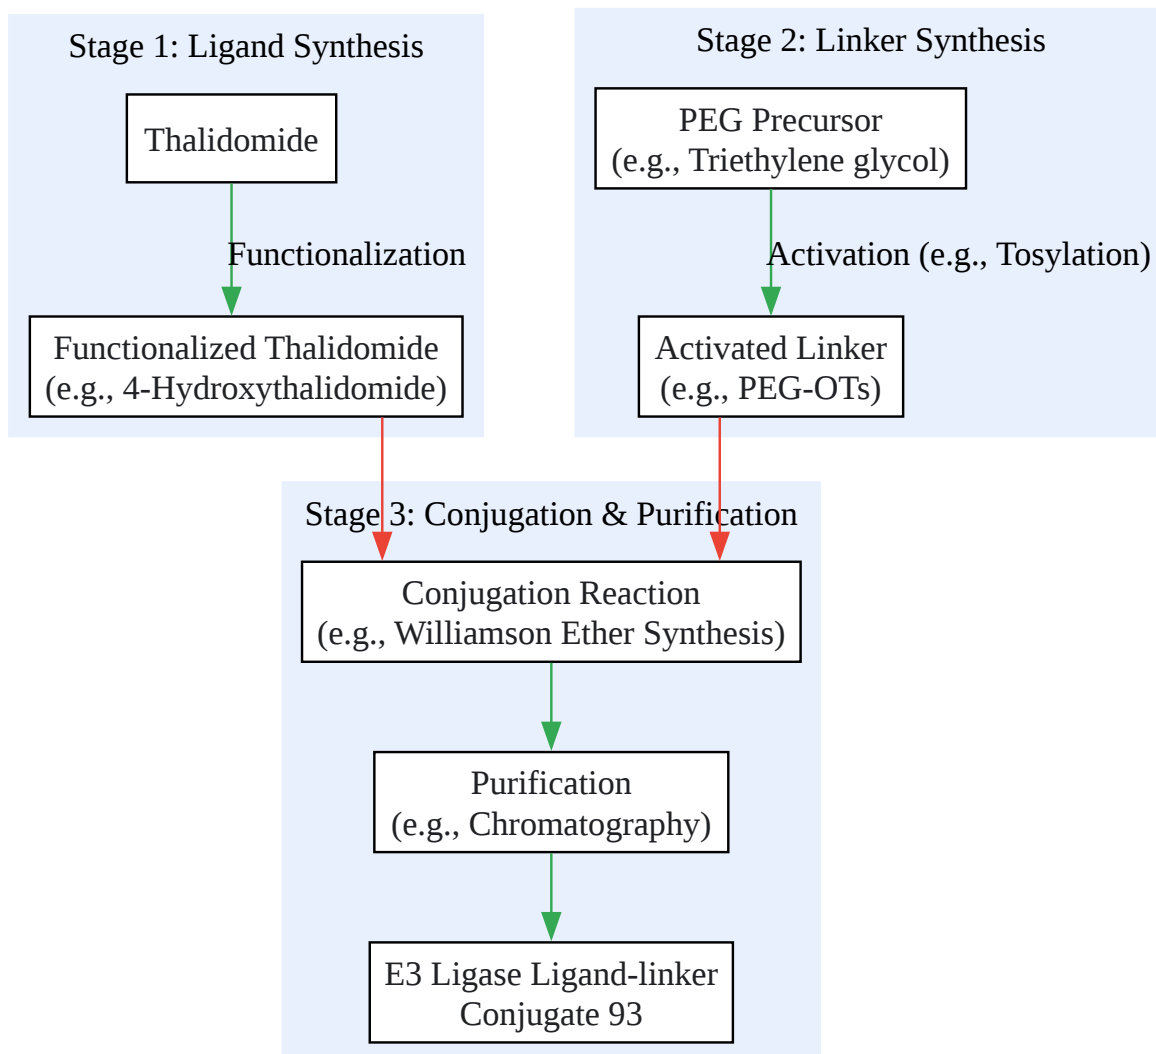 Stage 1: Ligand Synthesis
Thalidomide
Functionalization
Functionalized Thalidomide
(e.g., 4-Hydroxythalidomide)
Stage 2: Linker Synthesis
PEG Precursor
(e.g., Triethylene glycol)
Activation (e.g., Tosylation)
Activated Linker
(e.g., PEG-OTs)
Stage 3: Conjugation & Purification
Conjugation Reaction
(e.g., Williamson Ether Synthesis)
Purification
(e.g., Chromatography)
E3 Ligase Ligand-linker
Conjugate 93